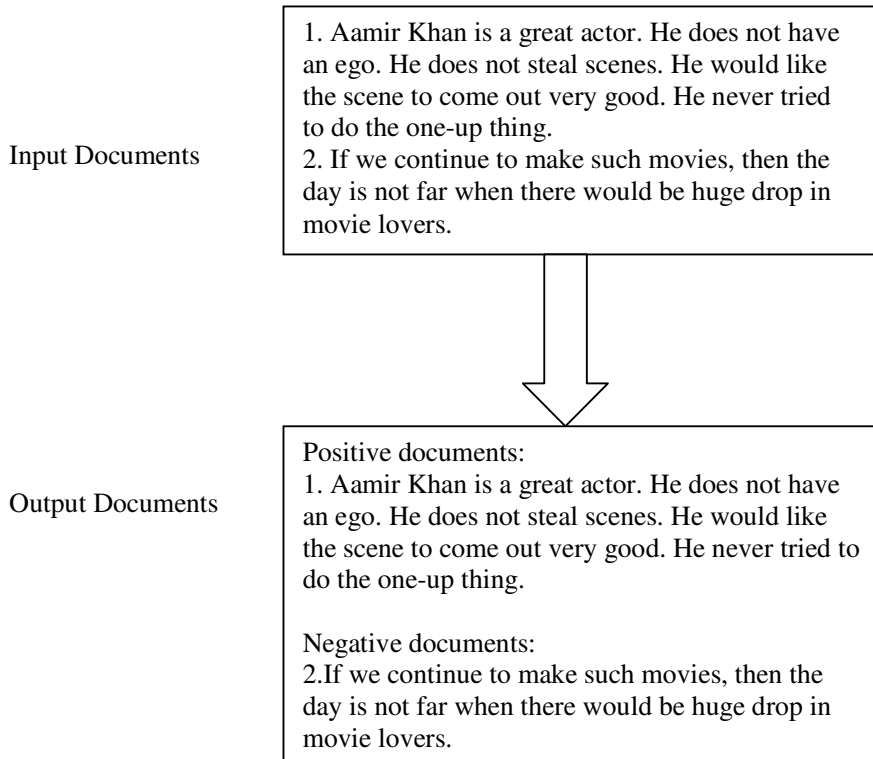 1. Aamir Khan is a great actor. He does not have
an ego. He does not steal scenes. He would like
the scene to come out very good. He never tried
to do the one-up thing.
2. If we continue to make such movies, then the
day is not far when there would be huge drop in
movie lovers.
Input Documents
Positive documents:
1. Aamir Khan is a great actor. He does not have
an ego. He does not steal scenes. He would like
the scene to come out very good. He never tried to
do the one-up thing.
Negative documents:
2.If we continue to make such movies, then the
day is not far when there would be huge drop in
movie lovers.
Output Documents